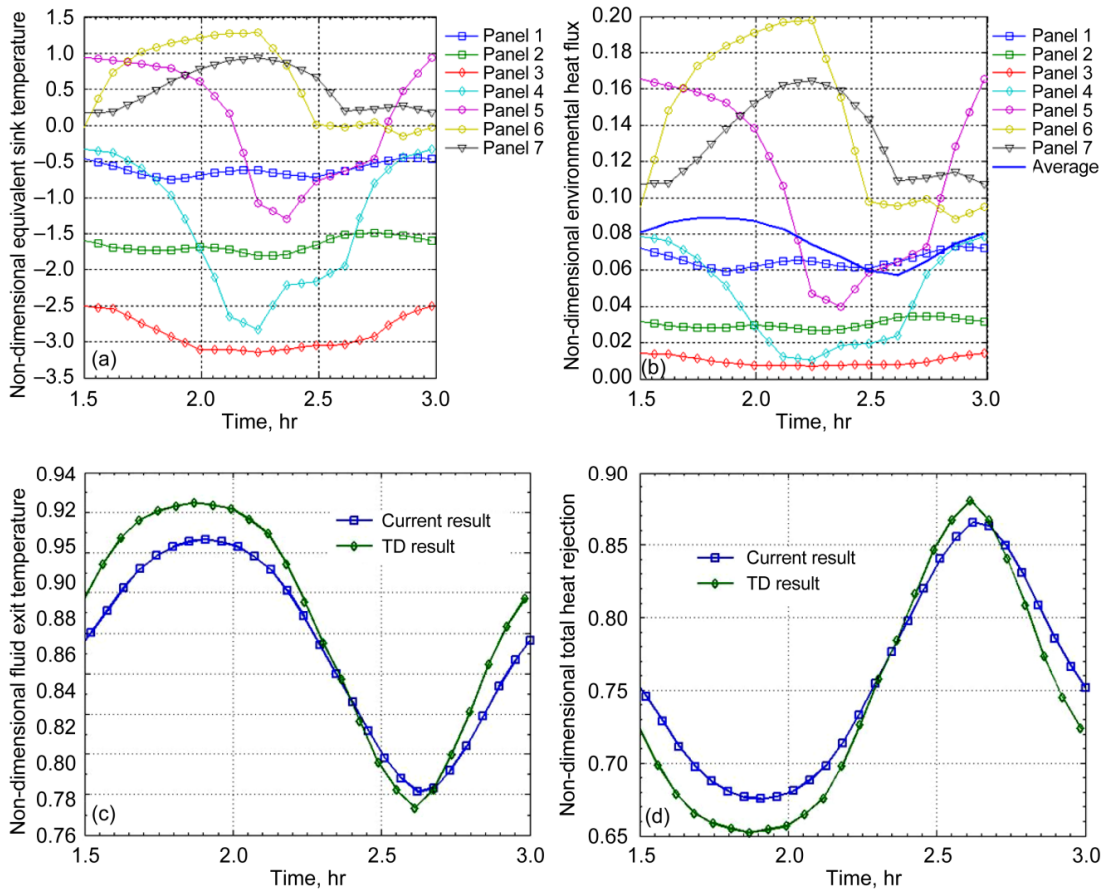 Non-dimensional equivalent sink temperature
1.5
1.0
0.5
0.0
–0.5
–1.0
–1.5
–2.0
–2.5
–3.0
–3.5
(a)
1.5 2.0 2.5 3.0
Time, hr
Panel 1
Panel 2
Panel 3
Panel 4
Panel 5
Panel 6
Panel 7
Non-dimensional environmental heat flux
0.20
0.18
0.16
0.14
0.12
0.10
0.08
0.06
0.04
0.02
0.00
(b)
1.5 2.0 2.5 3.0
Time, hr
Panel 1
Panel 2
Panel 3
Panel 4
Panel 5
Panel 6
Panel 7
Average
Non-dimensional fluid exit temperature
0.94
0.92
0.95
0.90
0.88
0.86
0.84
0.82
0.80
0.78
0.76
(c)
Current result
TD result
1.5 2.0 2.5 3.0
Time, hr
Non-dimensional total heat rejection
0.90
0.85
0.80
0.75
0.70
0.65
(d)
Current result
TD result
1.5 2.0 2.5 3.0
Time, hr